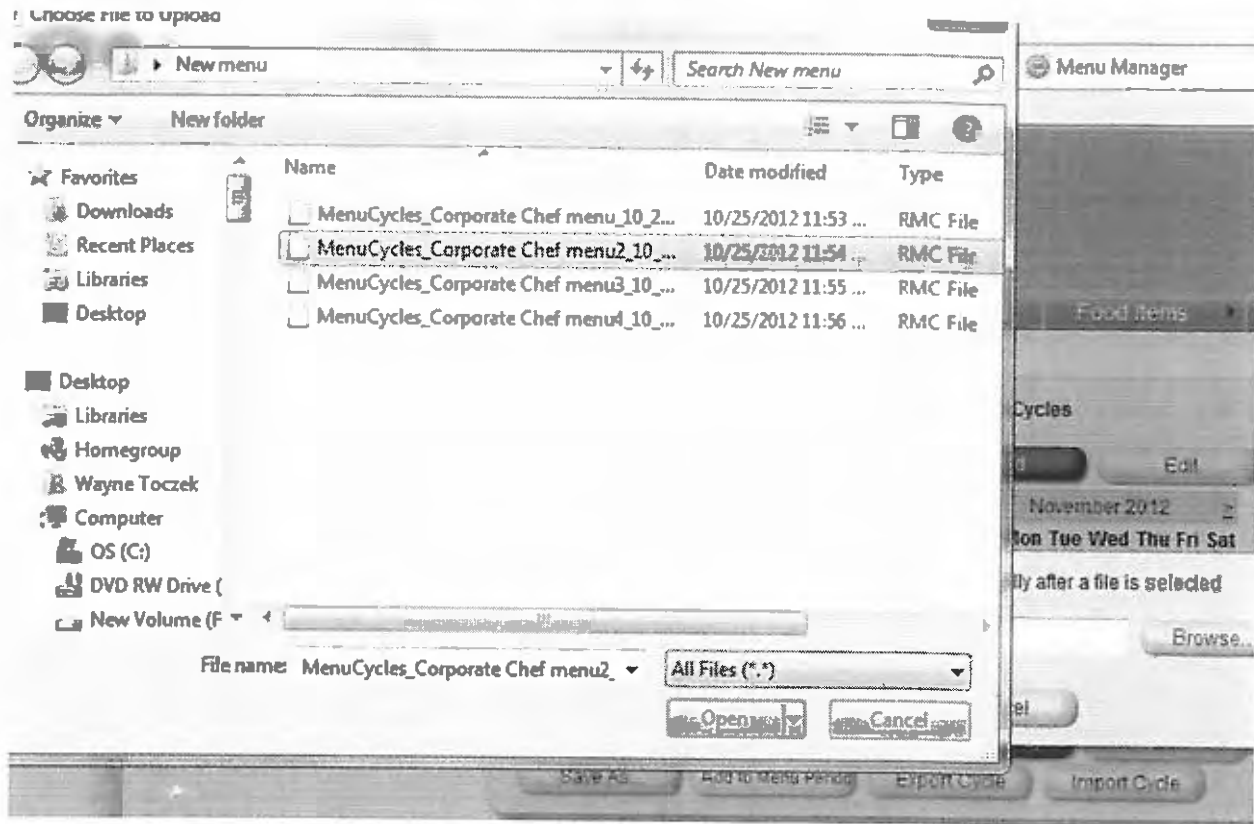 Choose File to Upload
New menu
Search New menu
Menu Manager
Organize
New folder
Name
Date modified
Type
Favorites
Downloads
Recent Places
Libraries
Desktop
MenuCycles_Corporate Chef menu_10_2... 10/25/2012 11:53 ... RMC File
MenuCycles_Corporate Chef menu2_10_... 10/25/2012 11:54 ... RMC File
MenuCycles_Corporate Chef menu3_10_... 10/25/2012 11:55 ... RMC File
MenuCycles_Corporate Chef menu4_10_... 10/25/2012 11:56 ... RMC File
Desktop
Libraries
Homegroup
Wayne Toczek
Computer
OS (C:)
DVD RW Drive (
New Volume (F
Food Items
Cycles
Edit
November 2012
Mon Tue Wed Thu Fri Sat
after a file is selected
Browse...
File name: MenuCycles_Corporate Chef menu2_
All Files (*.*)
Open
Cancel
Save As...
Add to Menu Period
Export Cycle
Import Cycle